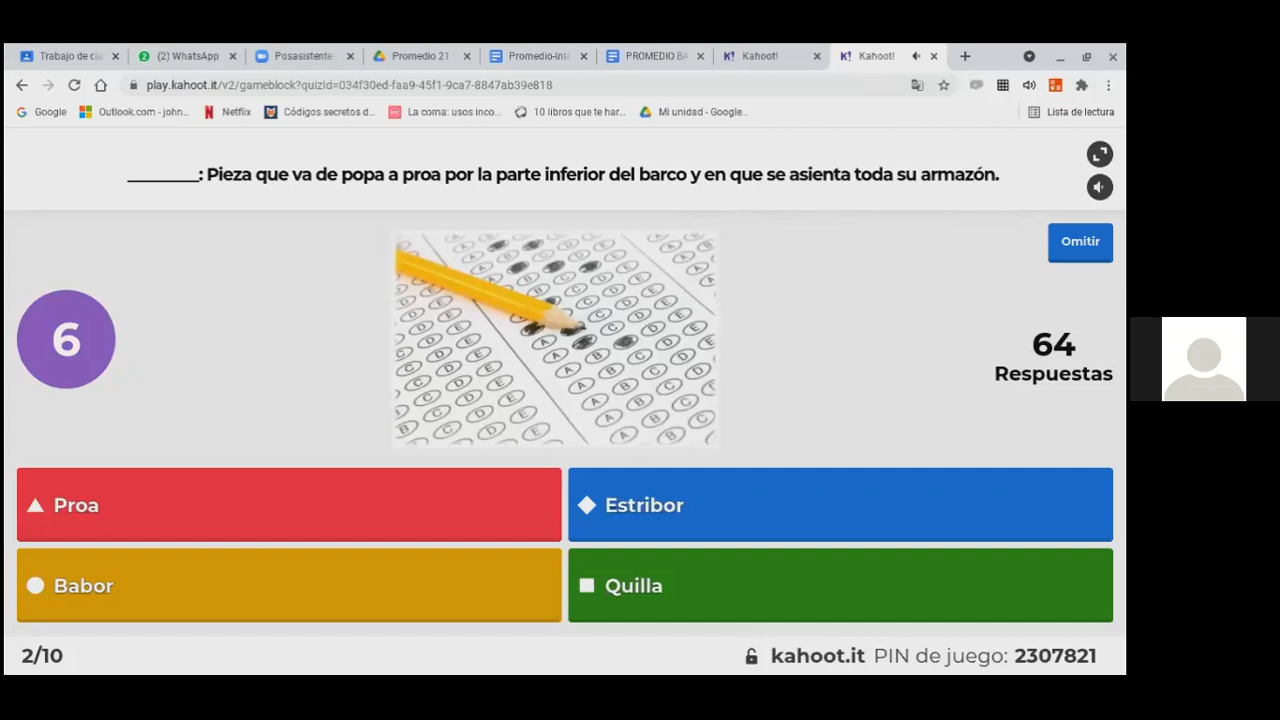 Trabajo de cla
(2) WhatsApp
Posasistente -
Promedio 21
Promedio-Inte
PROMEDIO BA
Kahoot!
Kahoot!
play.kahoot.it/v2/gameblock?quizId=034f30ed-faa9-45f1-9ca7-8847ab39e818
Google
Outlook.com - john...
Netflix
Códigos secretos d...
La coma: usos inco...
10 libros que te har...
Mi unidad - Google...
Lista de lectura
________: Pieza que va de popa a proa por la parte inferior del barco y en que se asienta toda su armazón.
Omitir
6
64
Respuestas
Proa
Estribor
Babor
Quilla
2/10
kahoot.it PIN de juego: 2307821